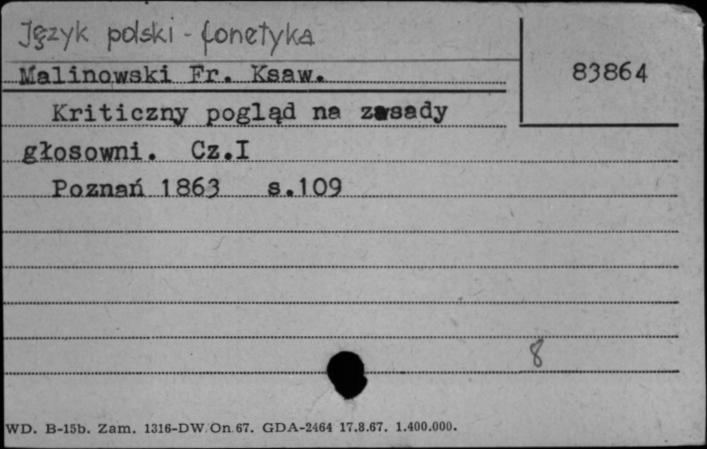 Język polski - fonetyka
83864
Malinowski Fr. Ksaw.
Kriticzny pogląd na zasady
głosowni. Cz.I
Poznań 1863 s.109
8
WD. B-15b. Zam. 1316-DW. On. 67. GDA-2464 17.8.67. 1.400.000.